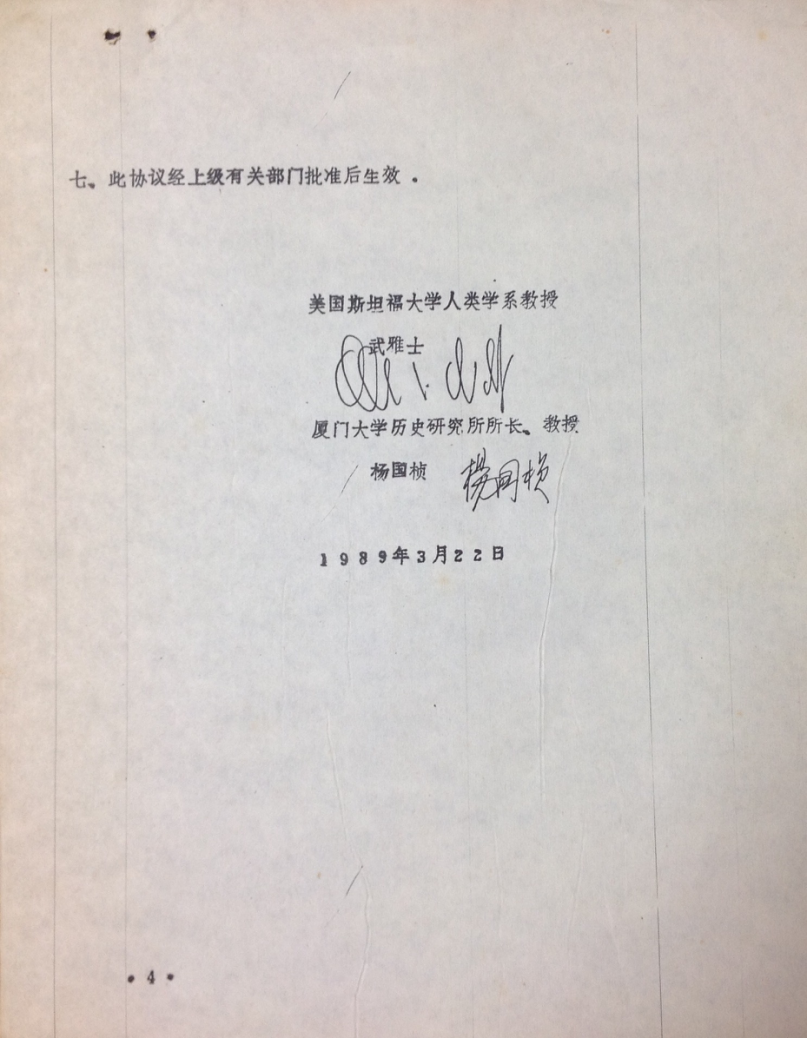 七、此协议经上级有关部门批准后生效．
美国斯坦福大学人类学系教授
武雅士
厦门大学历史研究所所长、教授
杨国桢 杨国桢
1989年3月22日
• 4 •